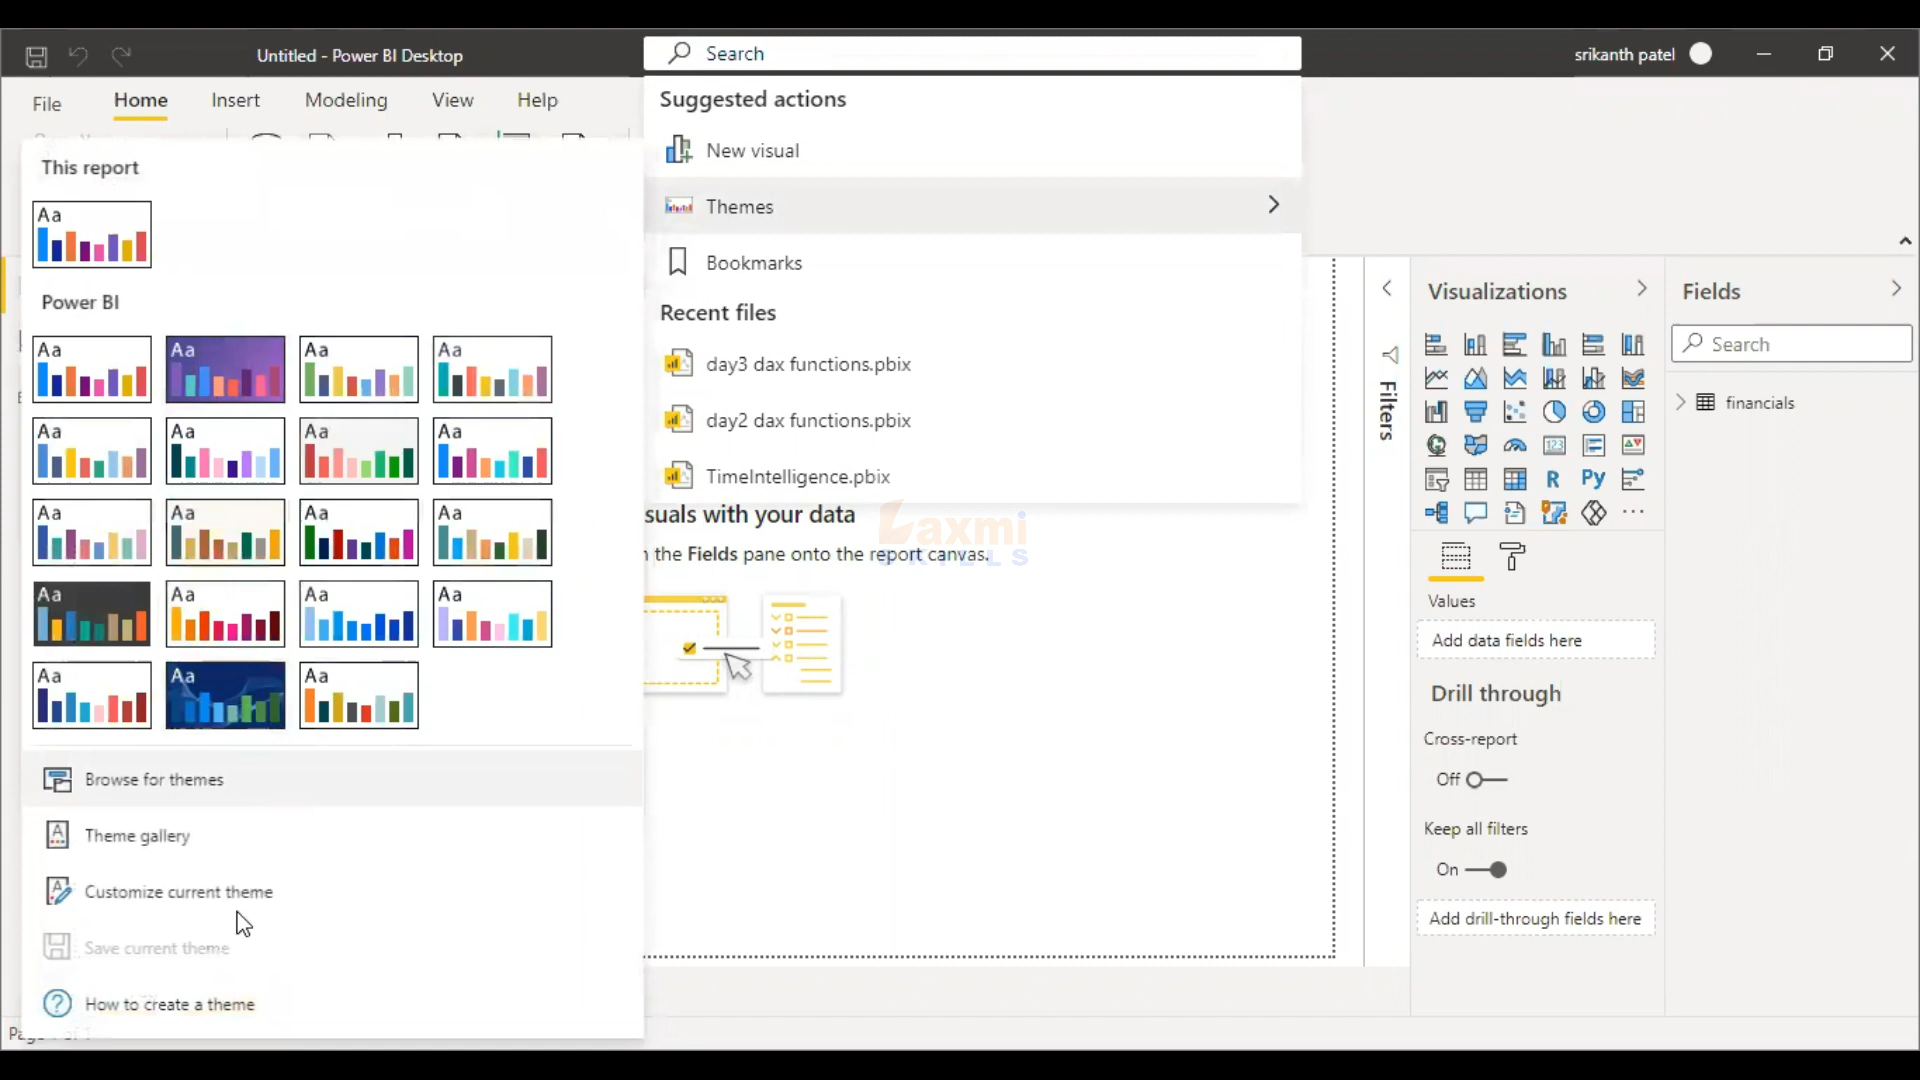 Untitled - Power BI Desktop
Search
srikanth patel
File
Home
Insert
Modeling
View
Help
Suggested actions
New visual
Themes
Bookmarks
Recent files
day3 dax functions.pbix
day2 dax functions.pbix
TimeIntelligence.pbix
This report
Aa
Power BI
Aa Aa Aa Aa
Aa Aa Aa Aa
Aa Aa Aa Aa
Aa Aa Aa Aa
Aa Aa Aa
Browse for themes
Theme gallery
Customize current theme
Save current theme
How to create a theme
suals with your data
the Fields pane onto the report canvas.
Laxmi
SKILLS
Filters
Visualizations
123
R
Py
Values
Add data fields here
Drill through
Cross-report
Off
Keep all filters
On
Add drill-through fields here
Fields
Search
financials